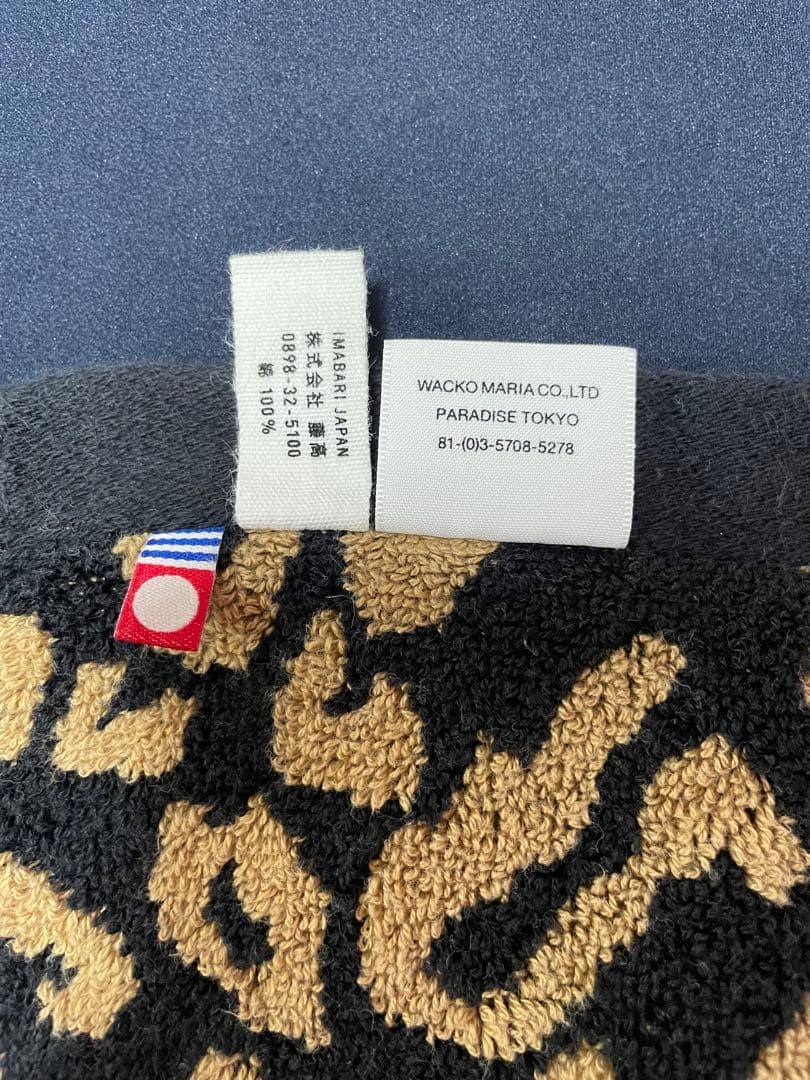 IMABARI JAPAN
株式会社 藤高
0898-32-5100
綿 100%
WACKO MARIA CO.,LTD
PARADISE TOKYO
81-(0)3-5708-5278